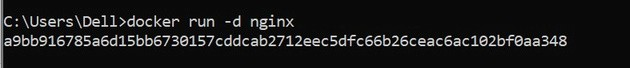 C:\Users\Dell>docker run -d nginx
a9bb916785a6d15bb6730157cddcab2712eec5dfc66b26ceac6ac102bf0aa348